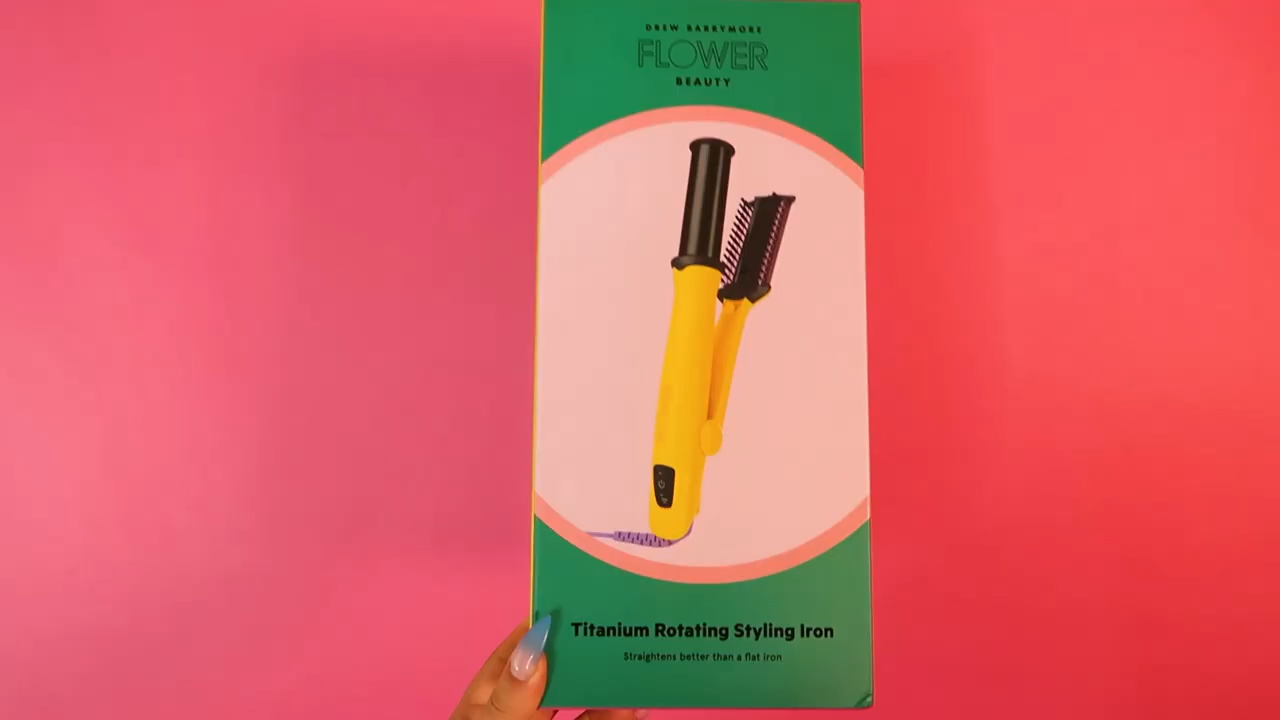 DREW BARRYMORE
FLOWER
BEAUTY
Titanium Rotating Styling Iron
Straightens better than a flat iron